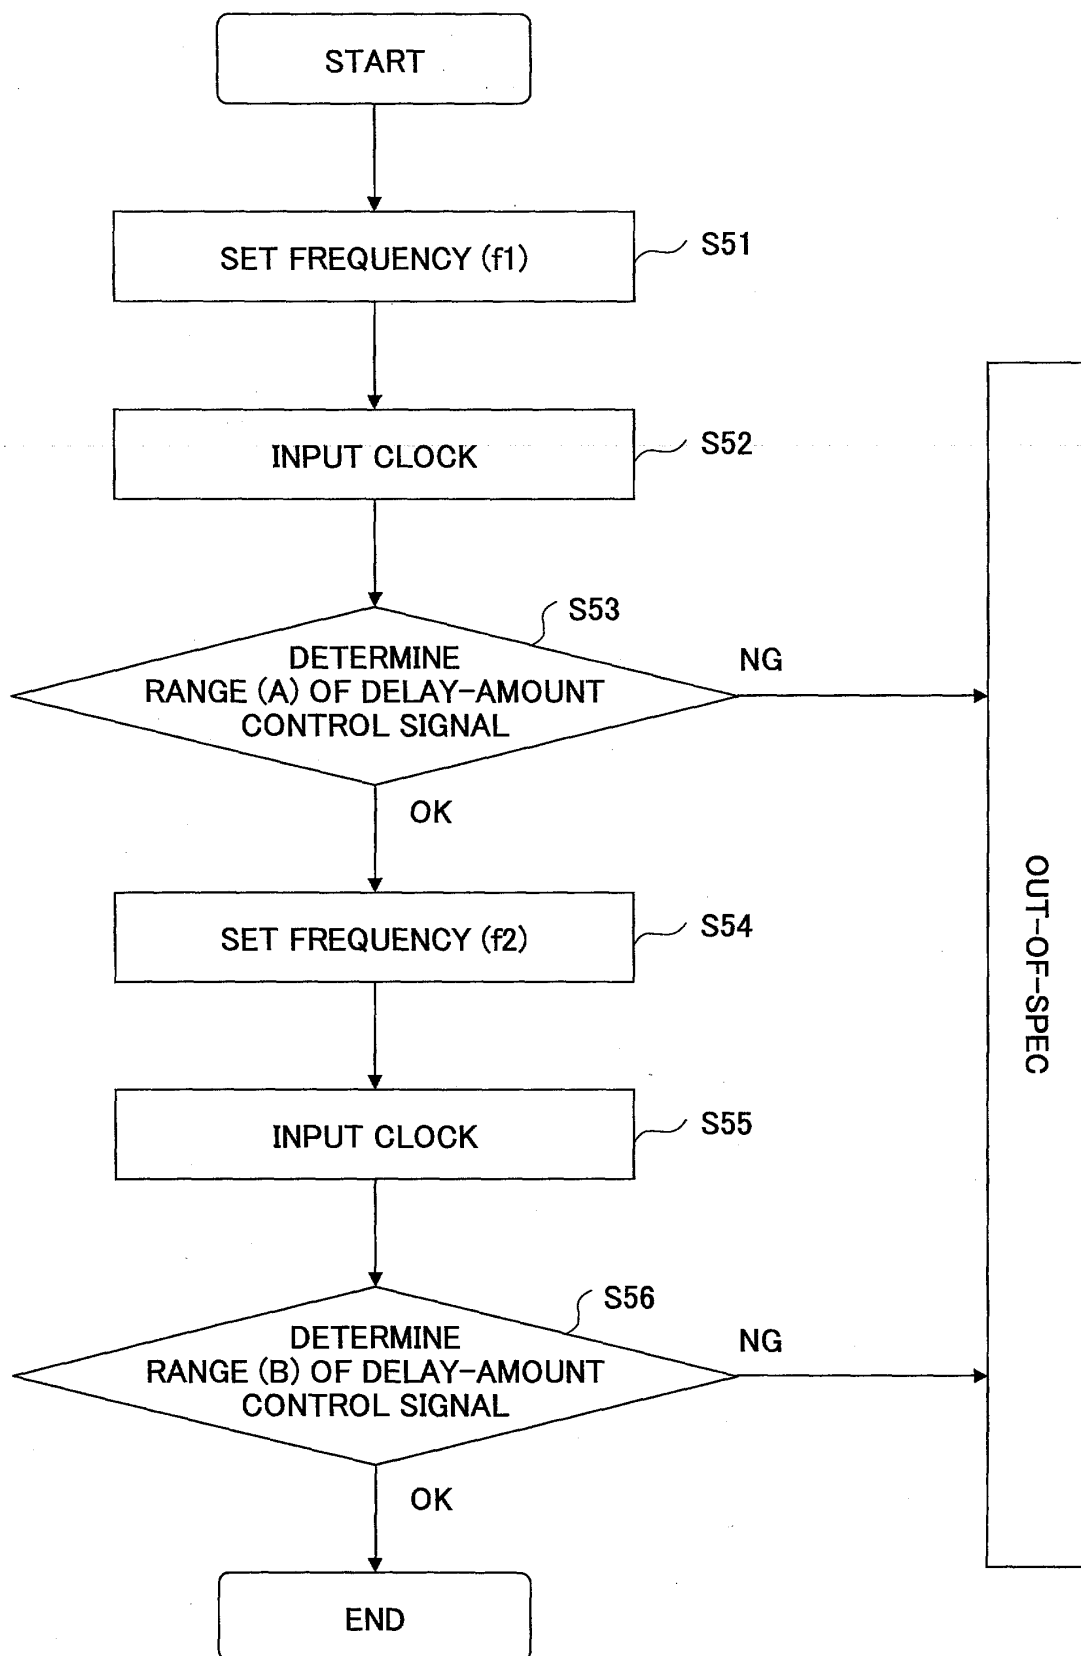 START
SET FREQUENCY (f1)
S51
INPUT CLOCK
S52
S53
DETERMINE
RANGE (A) OF DELAY-AMOUNT
CONTROL SIGNAL
NG
OK
SET FREQUENCY (f2)
S54
OUT-OF-SPEC
INPUT CLOCK
S55
S56
DETERMINE
RANGE (B) OF DELAY-AMOUNT
CONTROL SIGNAL
NG
OK
END